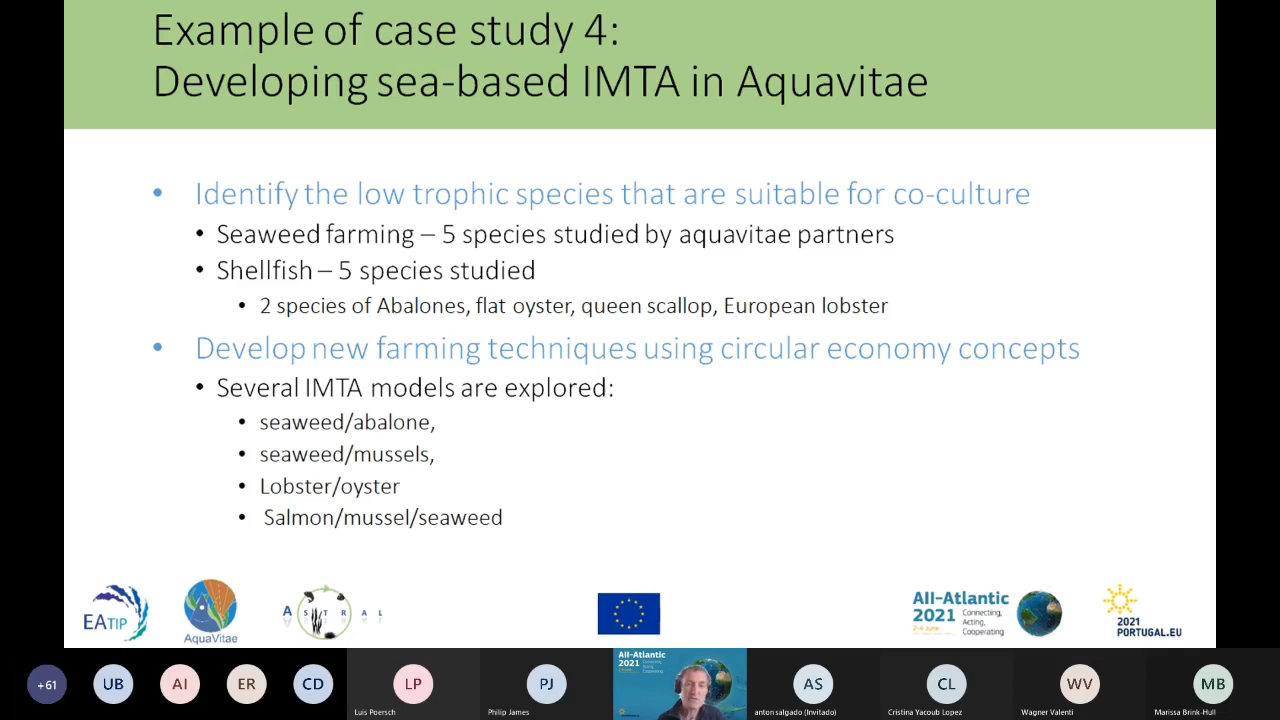 Example of case study 4:
Developing sea-based IMTA in Aquavitae
• Identify the low trophic species that are suitable for co-culture
• Seaweed farming – 5 species studied by aquavitae partners
• Shellfish – 5 species studied
• 2 species of Abalones, flat oyster, queen scallop, European lobster
• Develop new farming techniques using circular economy concepts
• Several IMTA models are explored:
• seaweed/abalone,
• seaweed/mussels,
• Lobster/oyster
• Salmon/mussel/seaweed
EATIP
AquaVitae
ASTRAL
All-Atlantic
2021
2-4 June
Connecting,
Acting,
Cooperating
2021
PORTUGAL.EU
+61
UB
AI
ER
CD
LP
Luis Poersch
PJ
Philip James
All-Atlantic
2021
AS
anton salgado (Invitado)
CL
Cristina Yacoub Lopez
WV
Wagner Valenti
MB
Marissa Brink-Hull